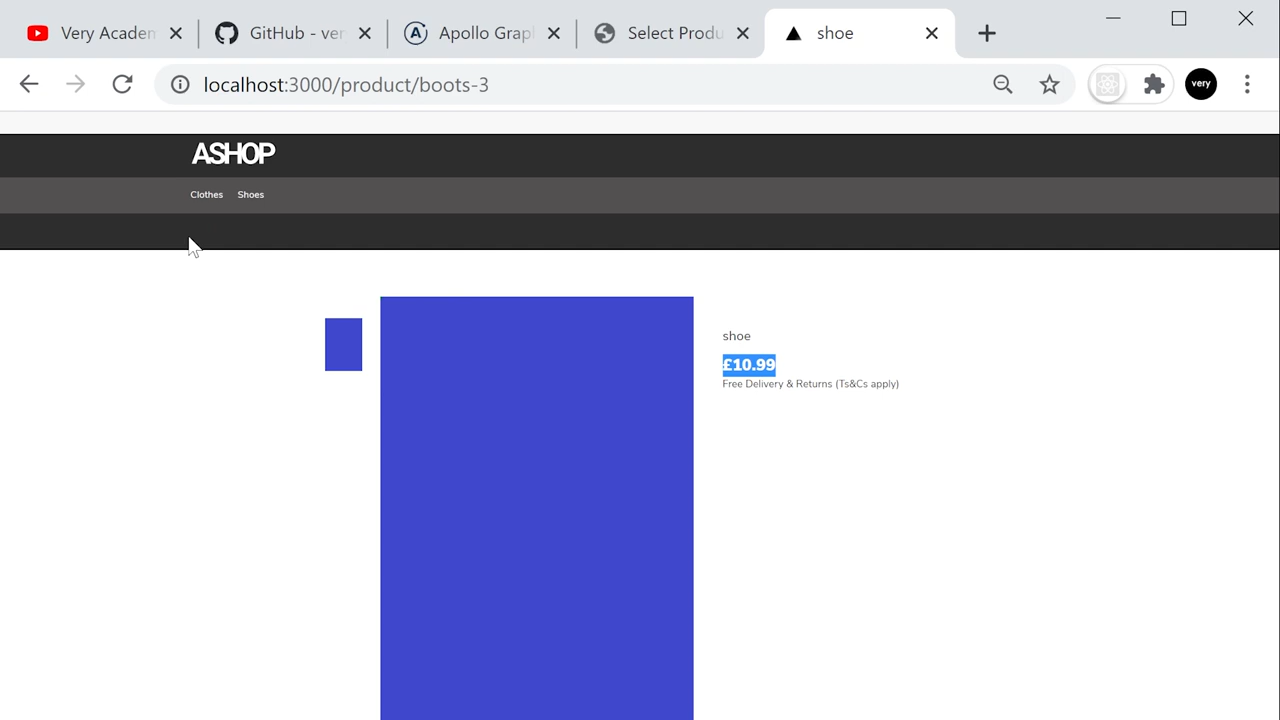 Very Academ
GitHub - ver
Apollo Grap
Select Produ
shoe
localhost:3000/product/boots-3
very
ASHOP
Clothes Shoes
shoe
£10.99
Free Delivery & Returns (Ts&Cs apply)